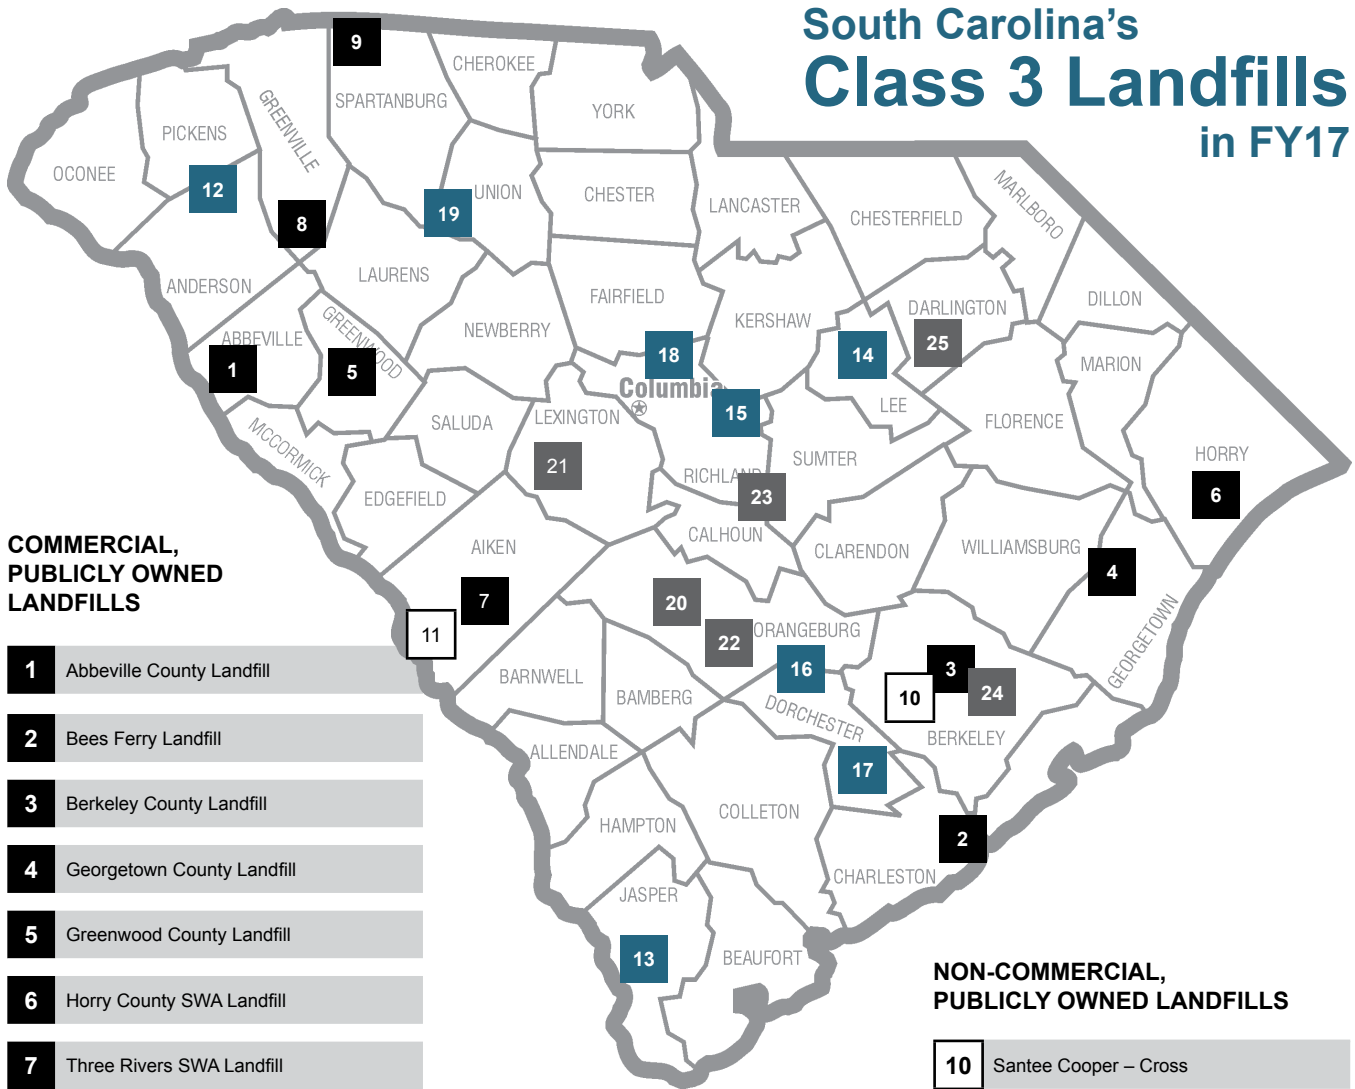 South Carolina's
Class 3 Landfills
in FY17
9
CHEROKEE
SPARTANBURG
YORK
GREENVILLE
PICKENS
OCONEE
12
UNION
CHESTER
LANCASTER
CHESTERFIELD
MARLBORO
19
8
ANDERSON
LAURENS
FAIRFIELD
KERSHAW
DARLINGTON
DILLON
ABBEVILLE
GREENWOOD
NEWBERRY
18
14
25
MARION
1
5
Columbia
15
LEE
FLORENCE
MCCORMICK
SALUDA
LEXINGTON
HORRY
21
RICHLAND
SUMTER
23
6
EDGEFIELD
AIKEN
CALHOUN
CLARENDON
WILLIAMSBURG
4
7
11
20
22
ORANGEBURG
GEORGETOWN
BARNWELL
BAMBERG
16
3
10
24
DORCHESTER
BERKELEY
ALLENDALE
17
HAMPTON
COLLETON
2
CHARLESTON
JASPER
13
BEAUFORT
COMMERCIAL,
PUBLICLY OWNED
LANDFILLS
1 Abbeville County Landfill
2 Bees Ferry Landfill
3 Berkeley County Landfill
4 Georgetown County Landfill
5 Greenwood County Landfill
6 Horry County SWA Landfill
7 Three Rivers SWA Landfill
NON-COMMERCIAL,
PUBLICLY OWNED LANDFILLS
10 Santee Cooper – Cross